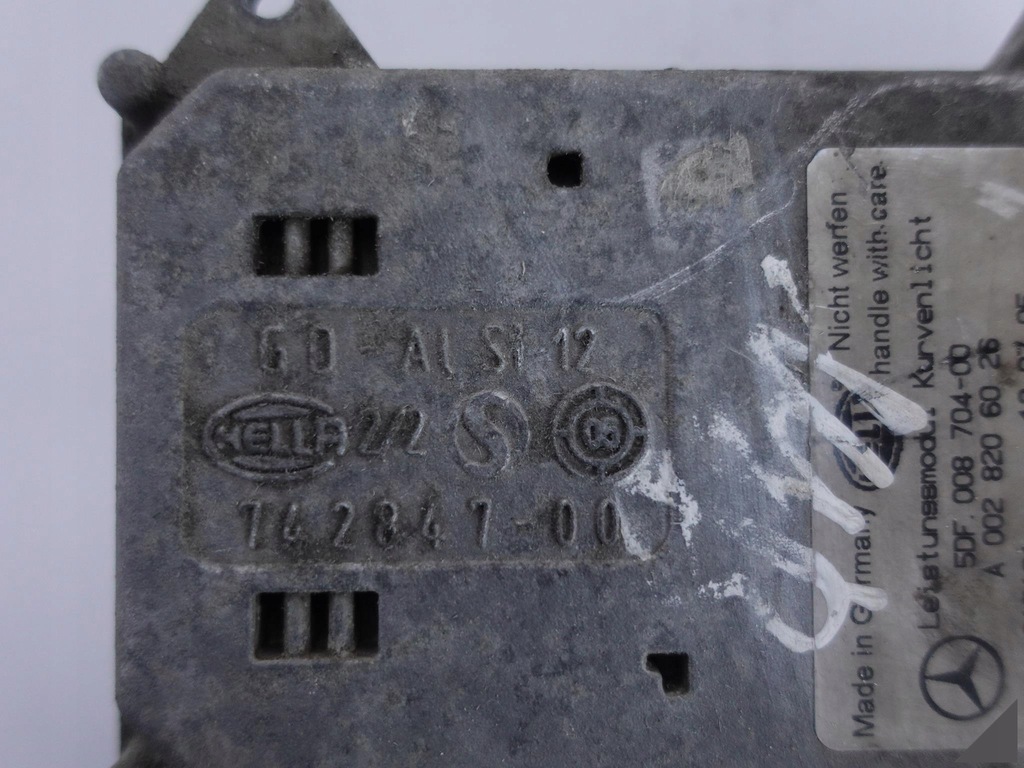 GD ALSi 12
HELLA 2/2
742847-00
Nicht werfen
handle with care
Made in Germany
Leistungsmodul Kurvenlicht
5DF 008 704-00
A 002 820 60 26